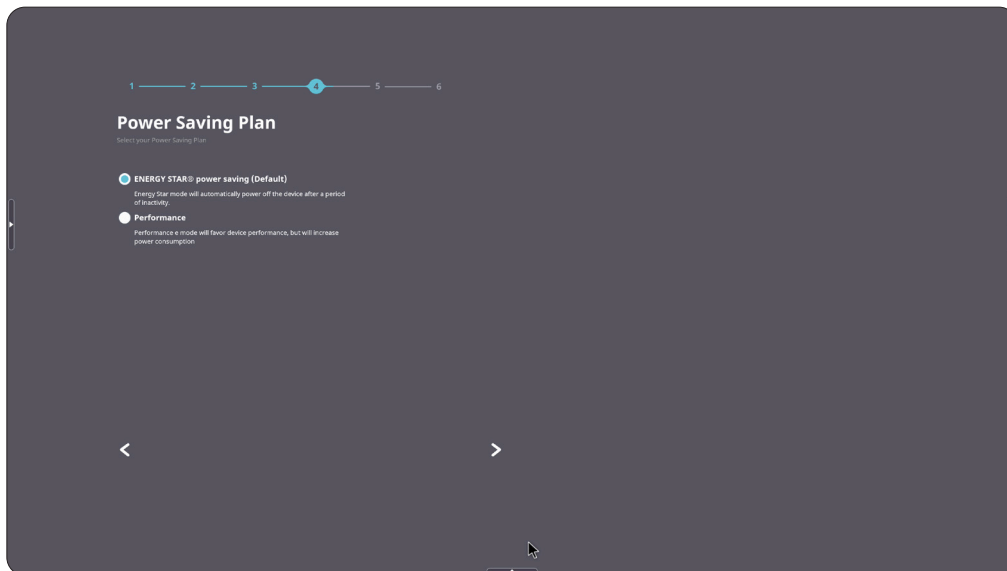 1 2 3 4 5 6
Power Saving Plan
Select your Power Saving Plan
ENERGY STAR® power saving (Default)
Energy Star mode will automatically power off the device after a period
of inactivity.
Performance
Performance e mode will favor device performance, but will increase
power consumption